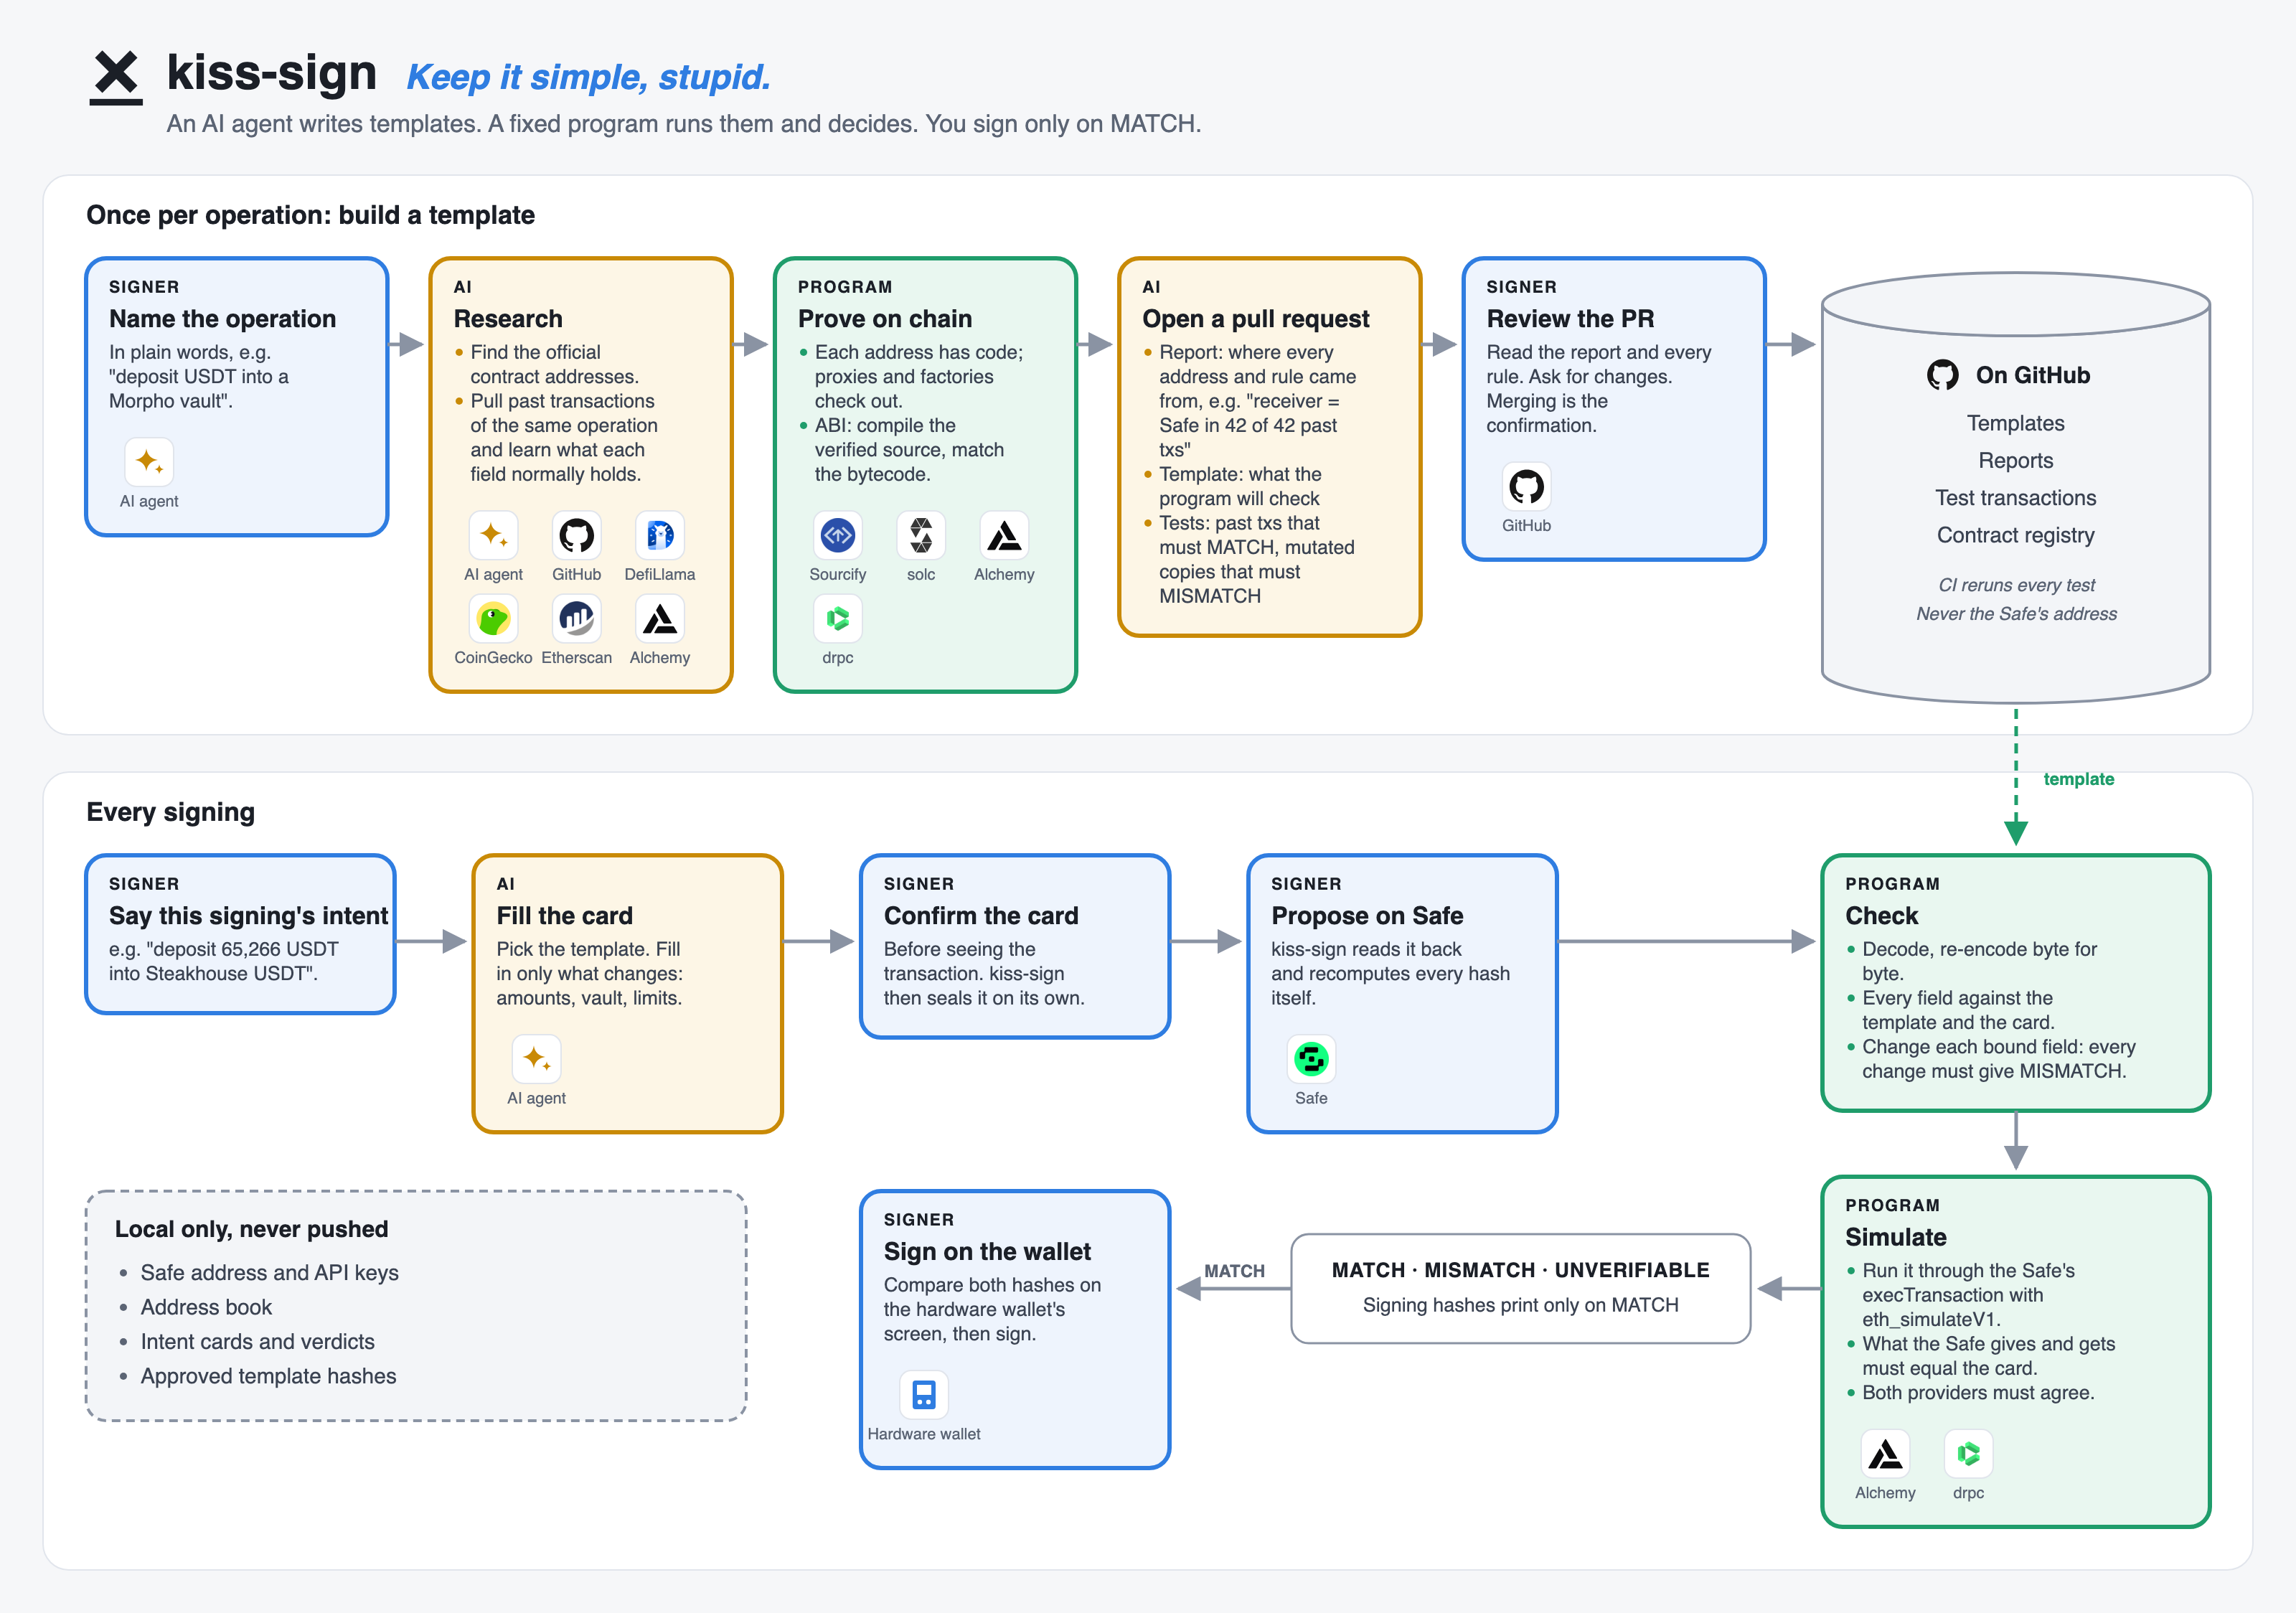 kiss-sign Keep it simple, stupid.
An AI agent writes templates. A fixed program runs them and decides. You sign only on MATCH.
Once per operation: build a template
SIGNER
Name the operation
In plain words, e.g.
"deposit USDT into a
Morpho vault".
AI agent
AI
Research
• Find the official
contract addresses.
• Pull past transactions
of the same operation
and learn what each
field normally holds.
AI agent
GitHub
DefiLlama
CoinGecko
Etherscan
Alchemy
PROGRAM
Prove on chain
• Each address has code;
proxies and factories
check out.
• ABI: compile the
verified source, match
the bytecode.
Sourcify
solc
Alchemy
drpc
AI
Open a pull request
• Report: where every
address and rule came
from, e.g. "receiver =
Safe in 42 of 42 past
txs"
• Template: what the
program will check
• Tests: past txs that
must MATCH, mutated
copies that must
MISMATCH
SIGNER
Review the PR
Read the report and every
rule. Ask for changes.
Merging is the
confirmation.
GitHub
On GitHub
Templates
Reports
Test transactions
Contract registry
CI reruns every test
Never the Safe's address
template
Every signing
SIGNER
Say this signing's intent
e.g. "deposit 65,266 USDT
into Steakhouse USDT".
AI
Fill the card
Pick the template. Fill
in only what changes:
amounts, vault, limits.
AI agent
SIGNER
Confirm the card
Before seeing the
transaction. kiss-sign
then seals it on its own.
SIGNER
Propose on Safe
kiss-sign reads it back
and recomputes every hash
itself.
Safe
PROGRAM
Check
• Decode, re-encode byte for
byte.
• Every field against the
template and the card.
• Change each bound field: every
change must give MISMATCH.
PROGRAM
Simulate
• Run it through the Safe's
execTransaction with
eth_simulateV1.
• What the Safe gives and gets
must equal the card.
• Both providers must agree.
Alchemy
drpc
MATCH · MISMATCH · UNVERIFIABLE
Signing hashes print only on MATCH
MATCH
SIGNER
Sign on the wallet
Compare both hashes on
the hardware wallet's
screen, then sign.
Hardware wallet
Local only, never pushed
• Safe address and API keys
• Address book
• Intent cards and verdicts
• Approved template hashes